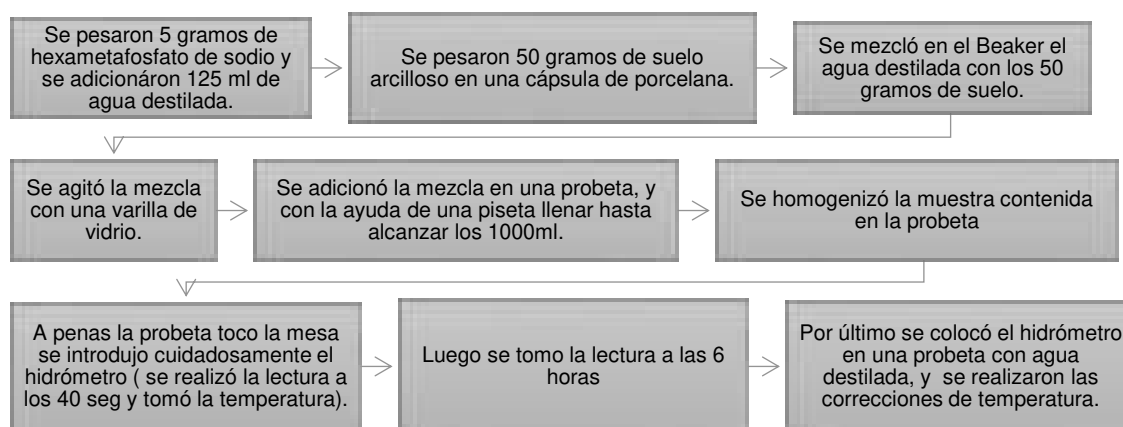 Se pesaron 5 gramos de
hexametafosfato de sodio y
se adicionáron 125 ml de
agua destilada.
Se pesaron 50 gramos de suelo
arcilloso en una cápsula de
porcelana.
Se mezcló en el Beaker el
agua destilada con los 50
gramos de suelo.
Se agitó la mezcla
con una varilla de
vidrio.
Se adicionó la mezcla en una probeta, y
con la ayuda de una piseta llenar hasta
alcanzar los 1000ml.
Se homogenizó la muestra contenida
en la probeta
A penas la probeta toco la mesa
se introdujo cuidadosamente el
hidrómetro ( se realizó la lectura a
los 40 seg y tomó la temperatura).
Luego se tomo la lectura a las 6
horas
Por último se colocó el hidrómetro
en una probeta con agua
destilada, y se realizaron las
correcciones de temperatura.